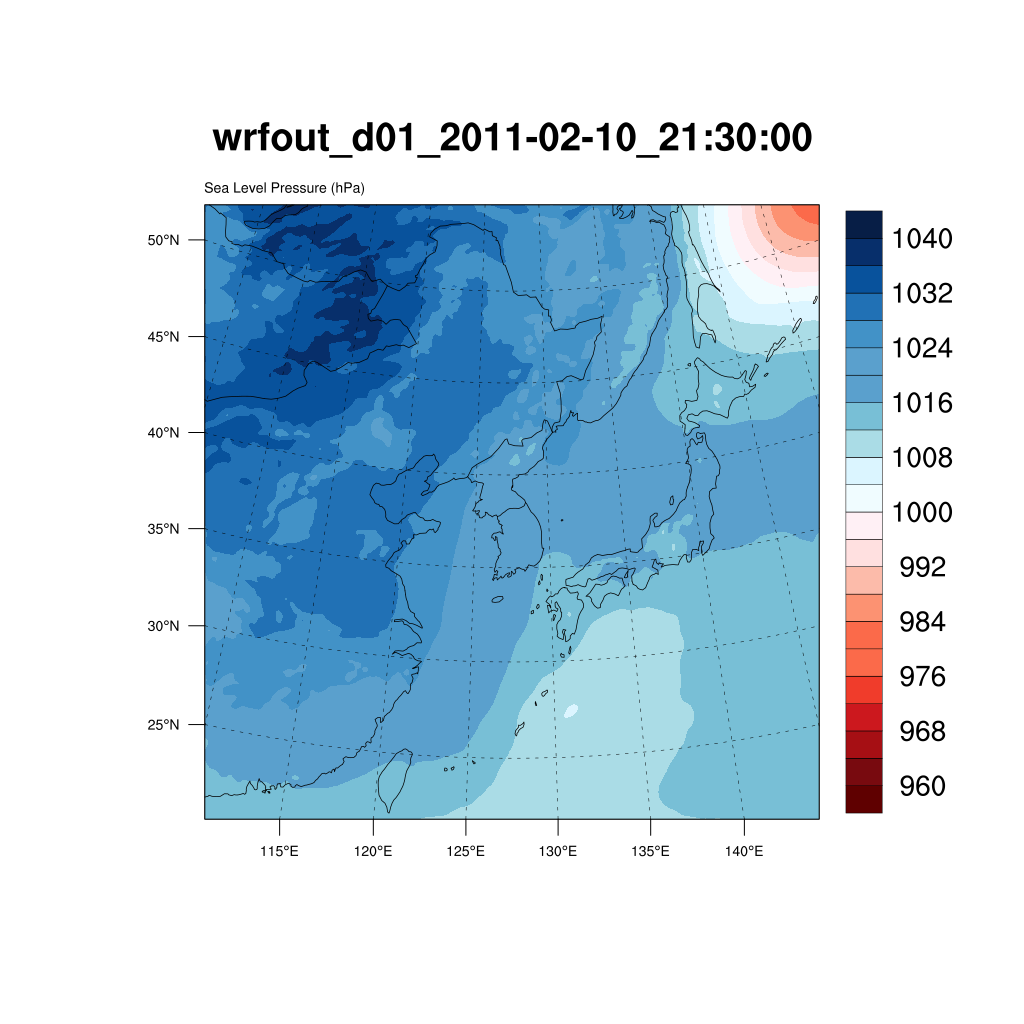 wrfout_d01_2011-02-10_21:30:00
Sea Level Pressure (hPa)
50°N
45°N
40°N
35°N
30°N
25°N
115°E
120°E
125°E
130°E
135°E
140°E
1040
1032
1024
1016
1008
1000
992
984
976
968
960